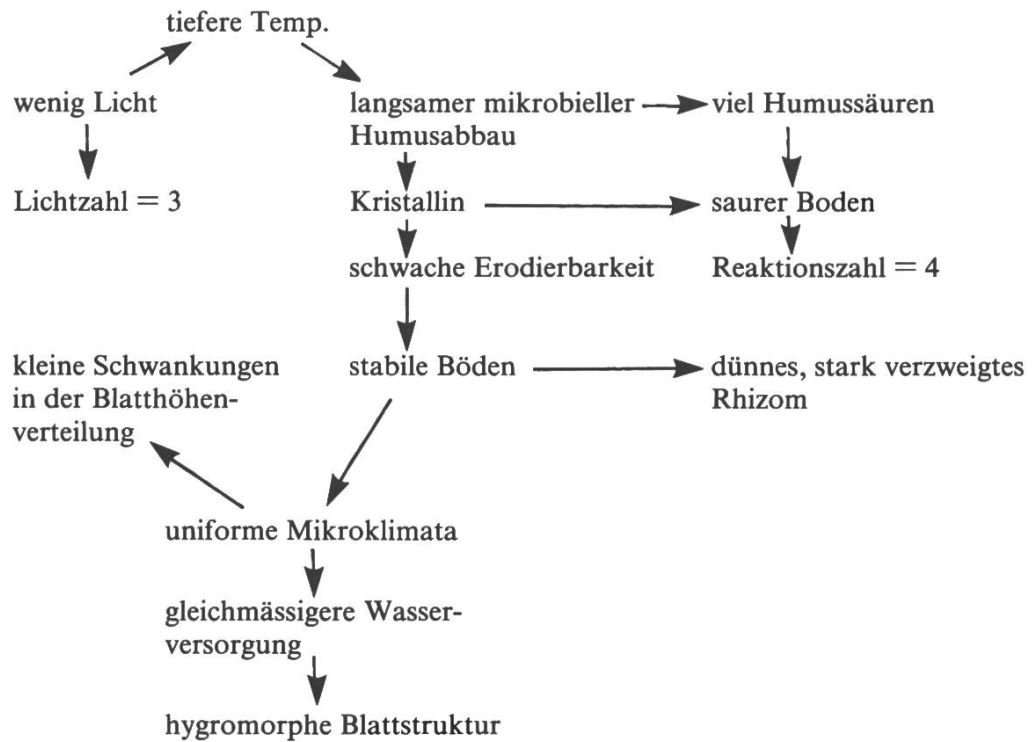 tiefere Temp.
wenig Licht
langsamer mikrobieller
Humusabbau
viel Humussäuren
Lichtzahl = 3
Kristallin
saurer Boden
schwache Erodierbarkeit
Reaktionszahl = 4
kleine Schwankungen
in der Blatthöhen-
verteilung
stabile Böden
dünnes, stark verzweigtes
Rhizom
uniforme Mikroklimata
gleichmässigere Wasser-
versorgung
hygromorphe Blattstruktur